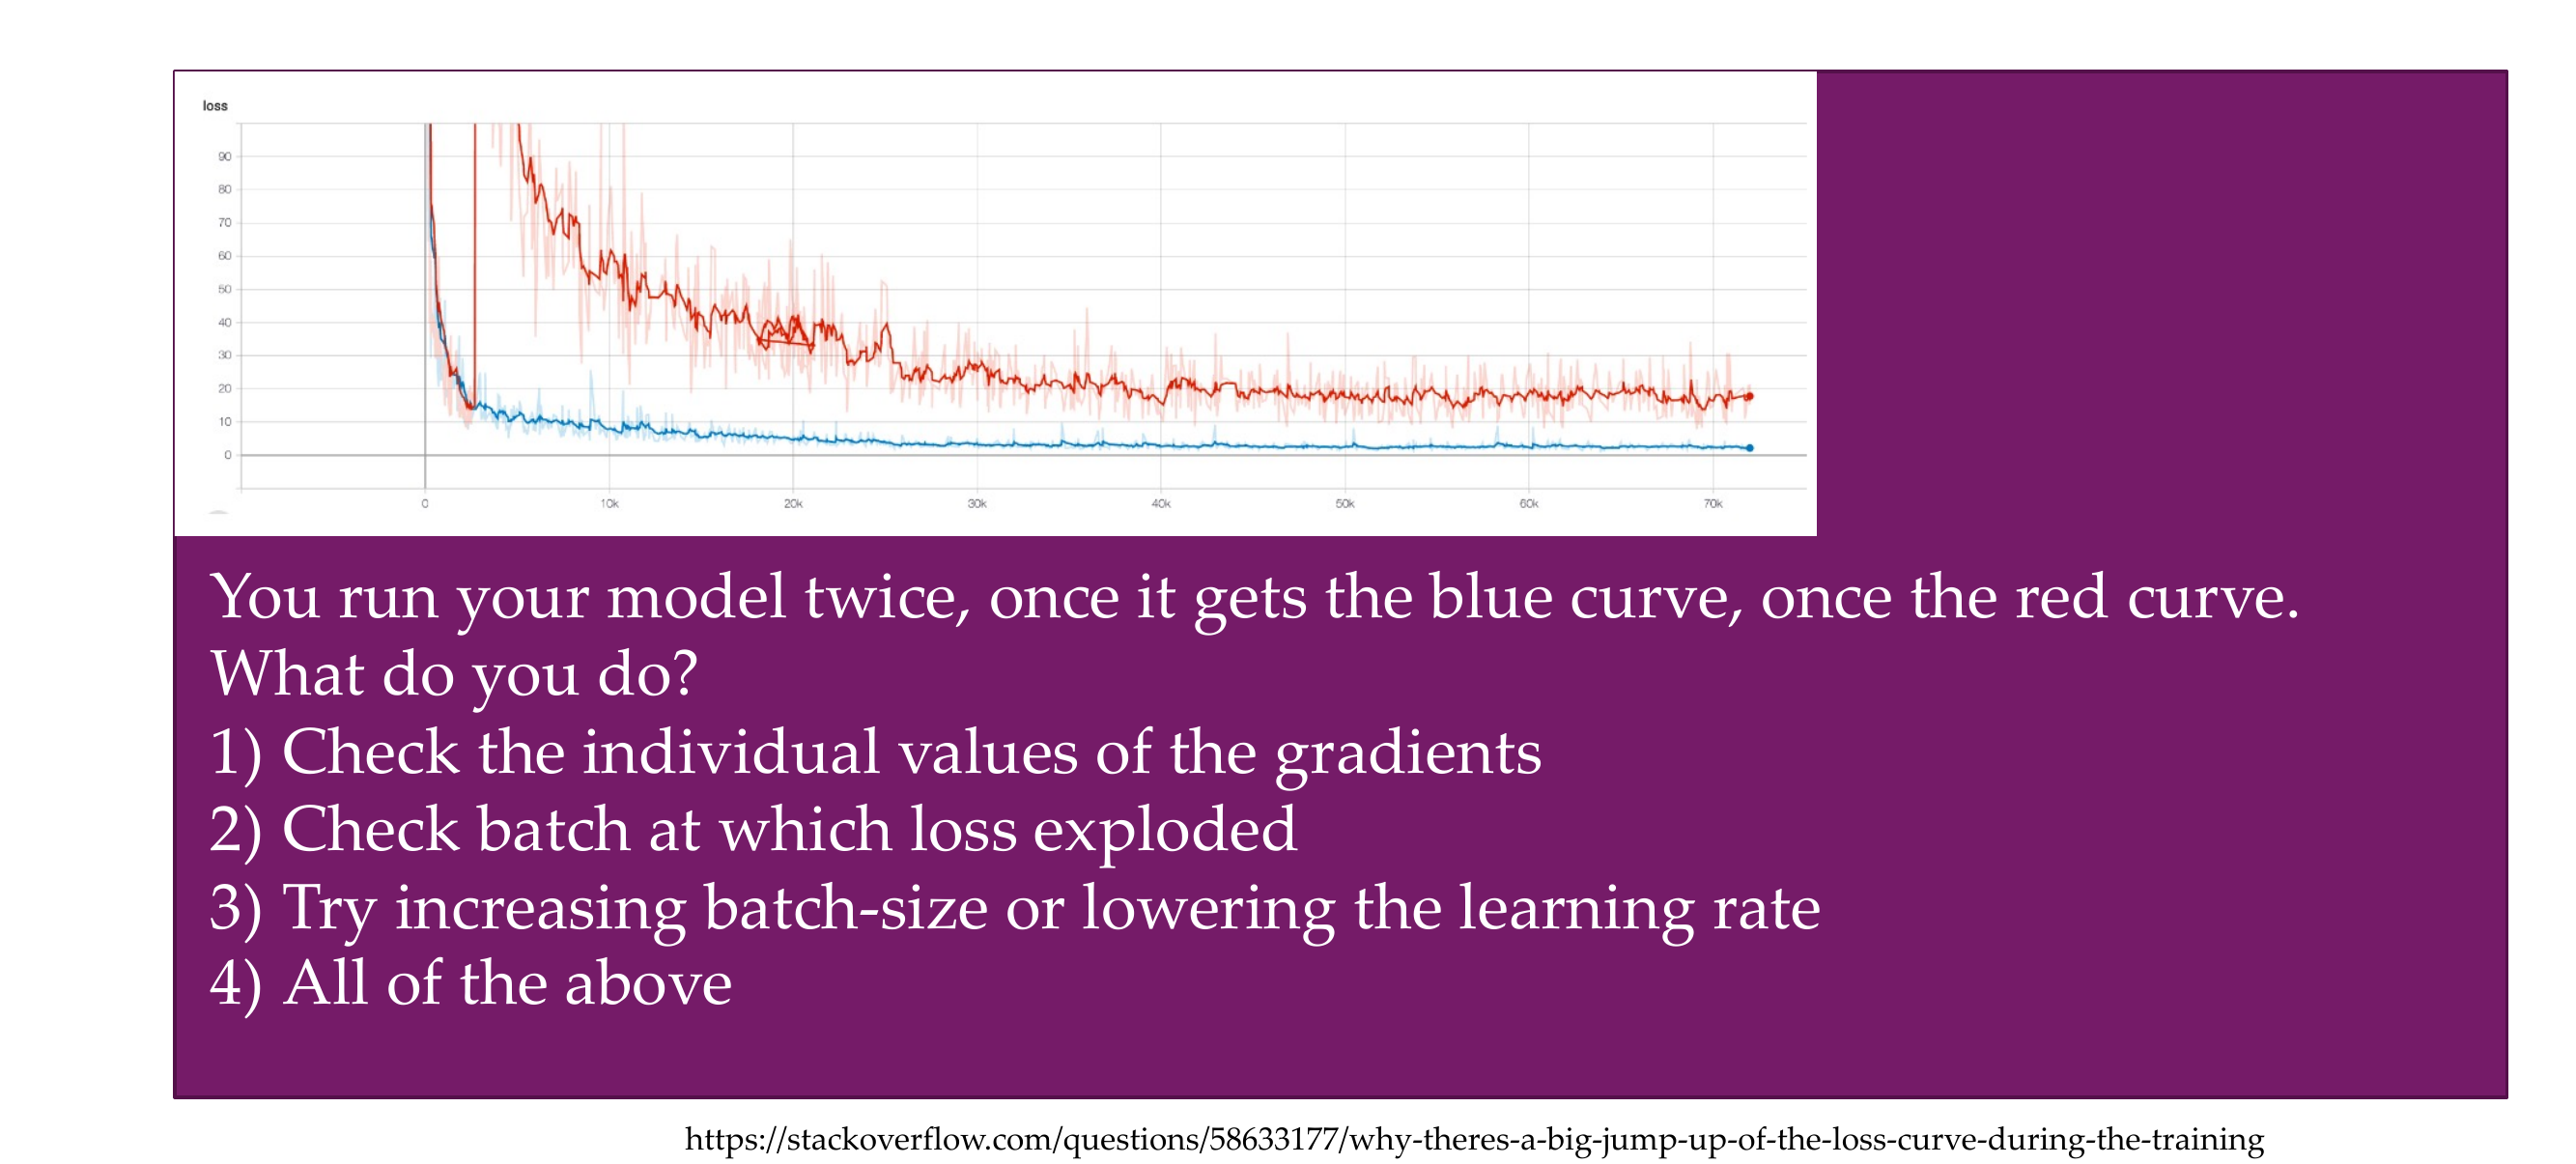 loss
90
80
70
60
50
40
30
20
10
0
0 10k 20k 30k 40k 50k 60k 70k
You run your model twice, once it gets the blue curve, once the red curve.
What do you do?
1) Check the individual values of the gradients
2) Check batch at which loss exploded
3) Try increasing batch-size or lowering the learning rate
4) All of the above
https://stackoverflow.com/questions/58633177/why-theres-a-big-jump-up-of-the-loss-curve-during-the-training